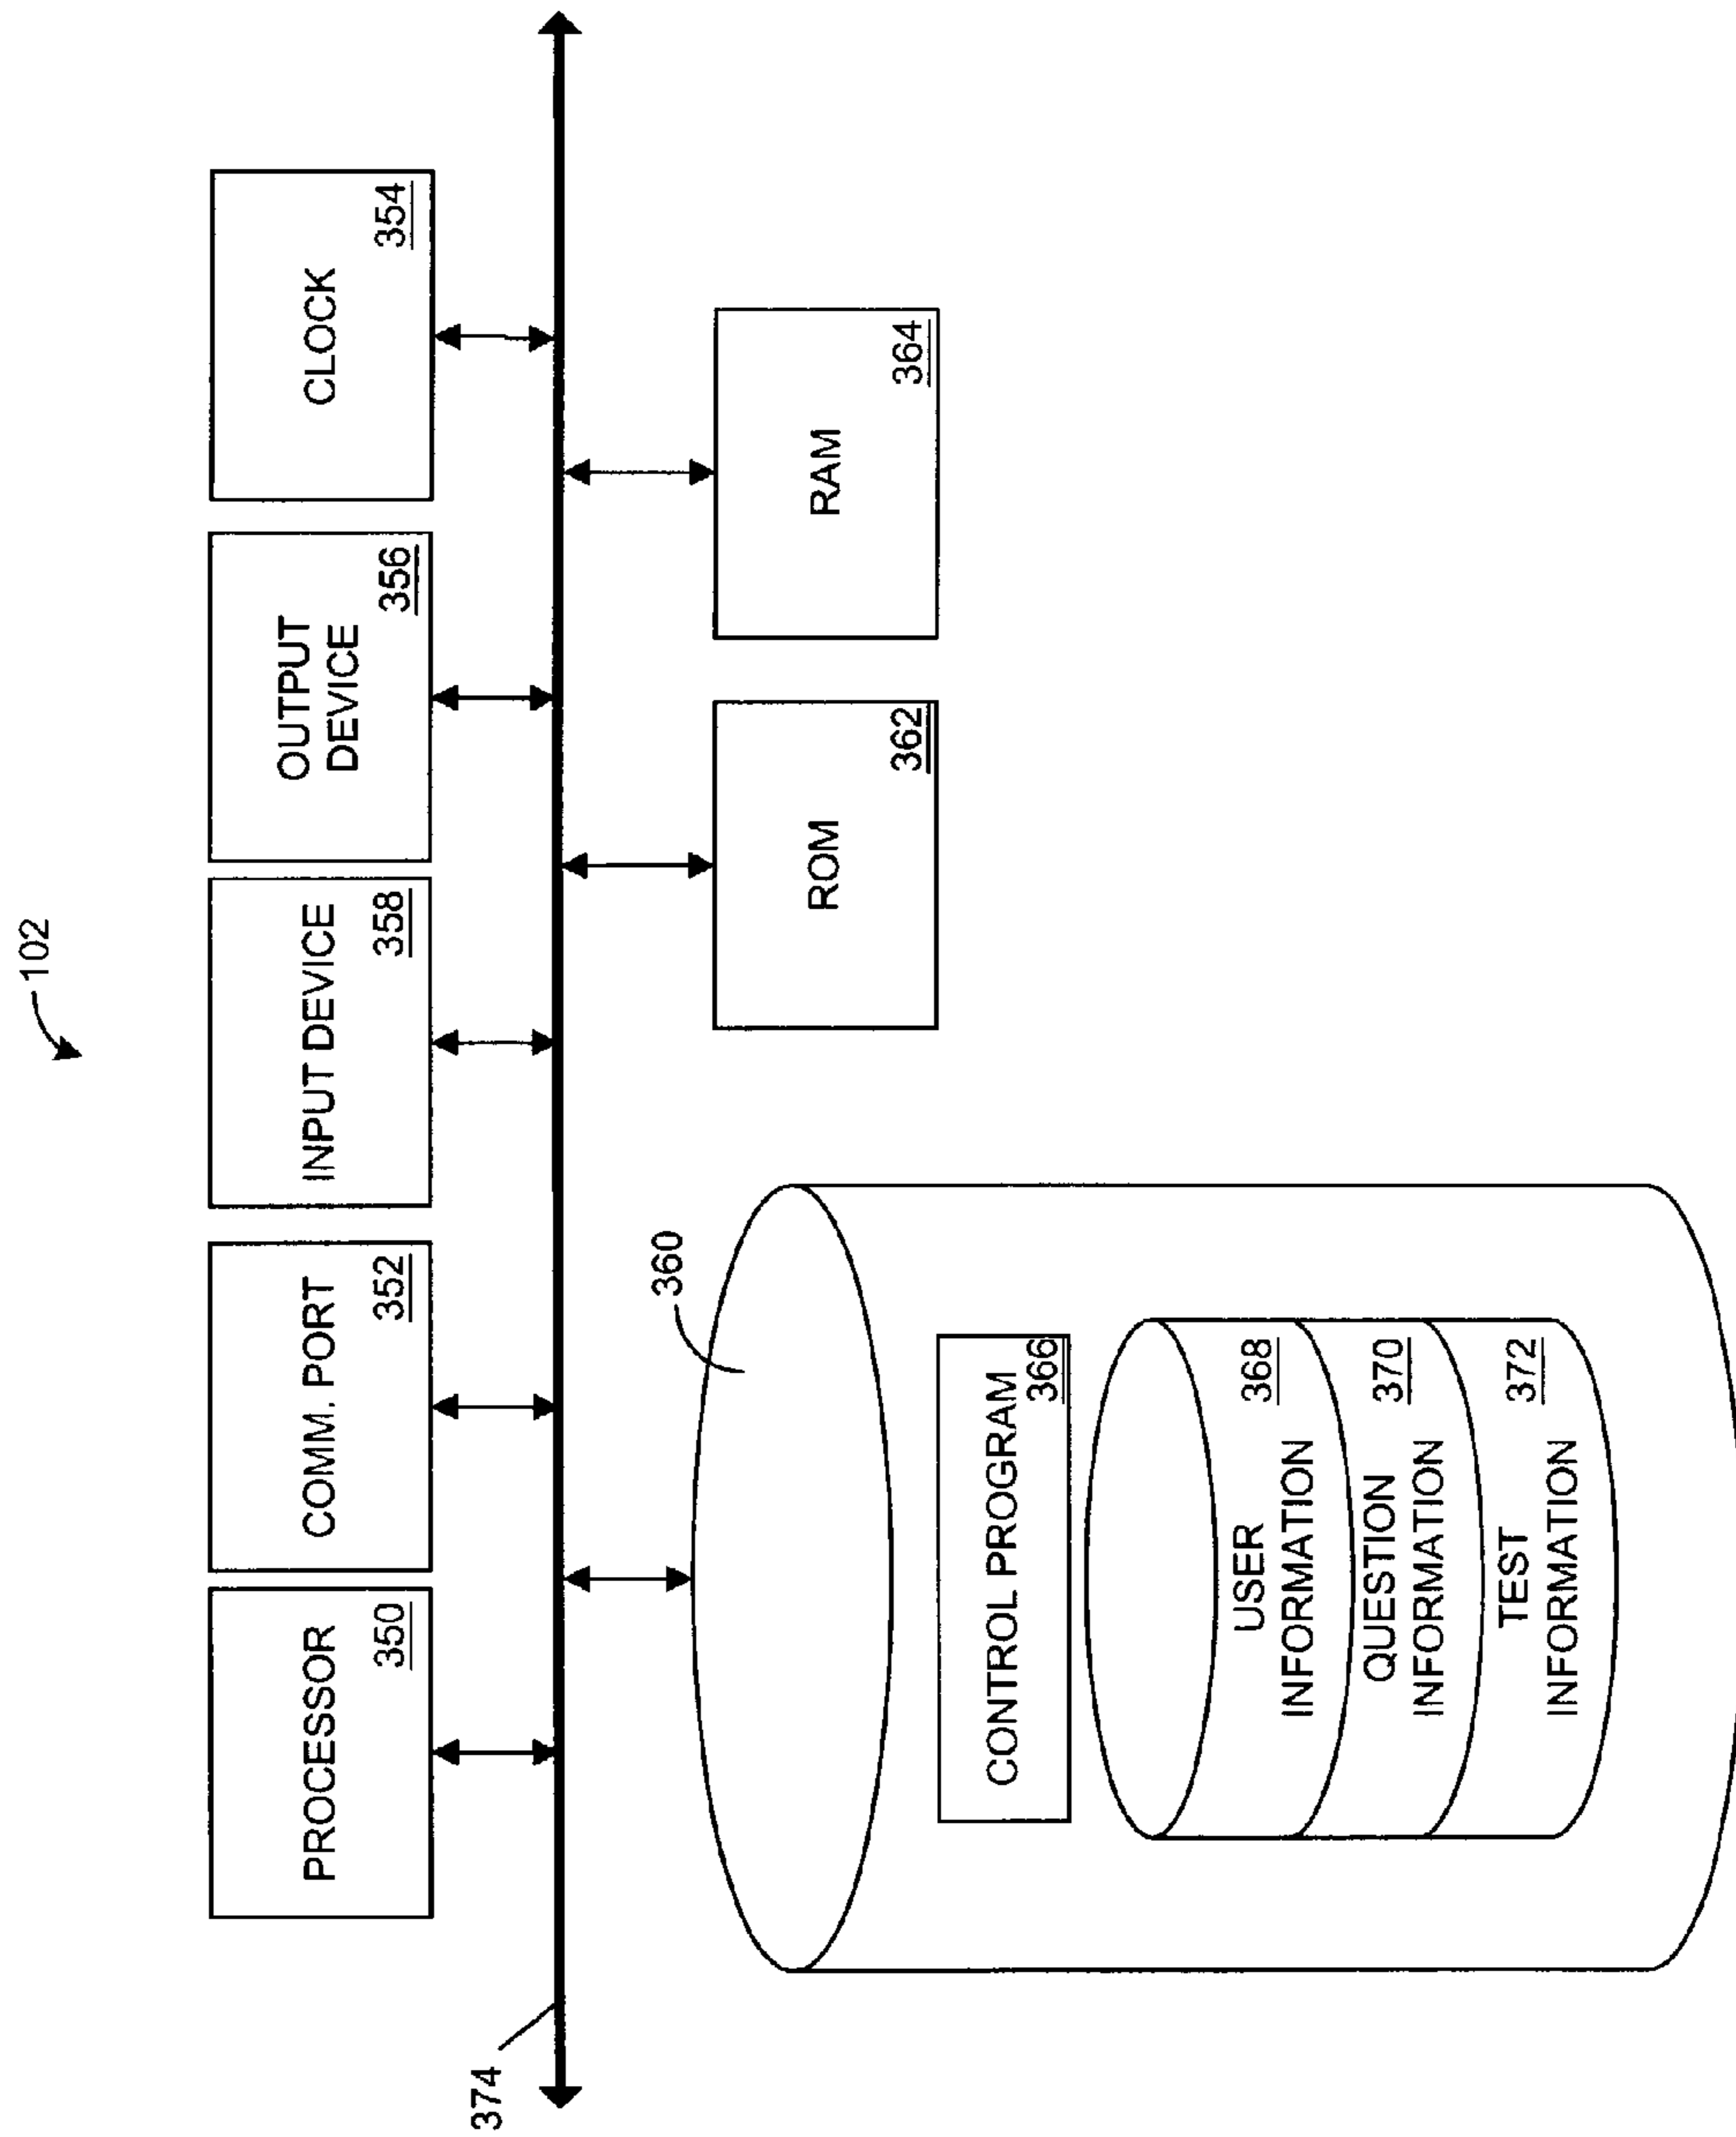 102
PROCESSOR
350
COMM. PORT
352
INPUT DEVICE
358
OUTPUT
DEVICE
356
CLOCK
354
374
360
ROM
362
RAM
364
CONTROL PROGRAM
366
USER
INFORMATION
368
QUESTION
INFORMATION
370
TEST
INFORMATION
372